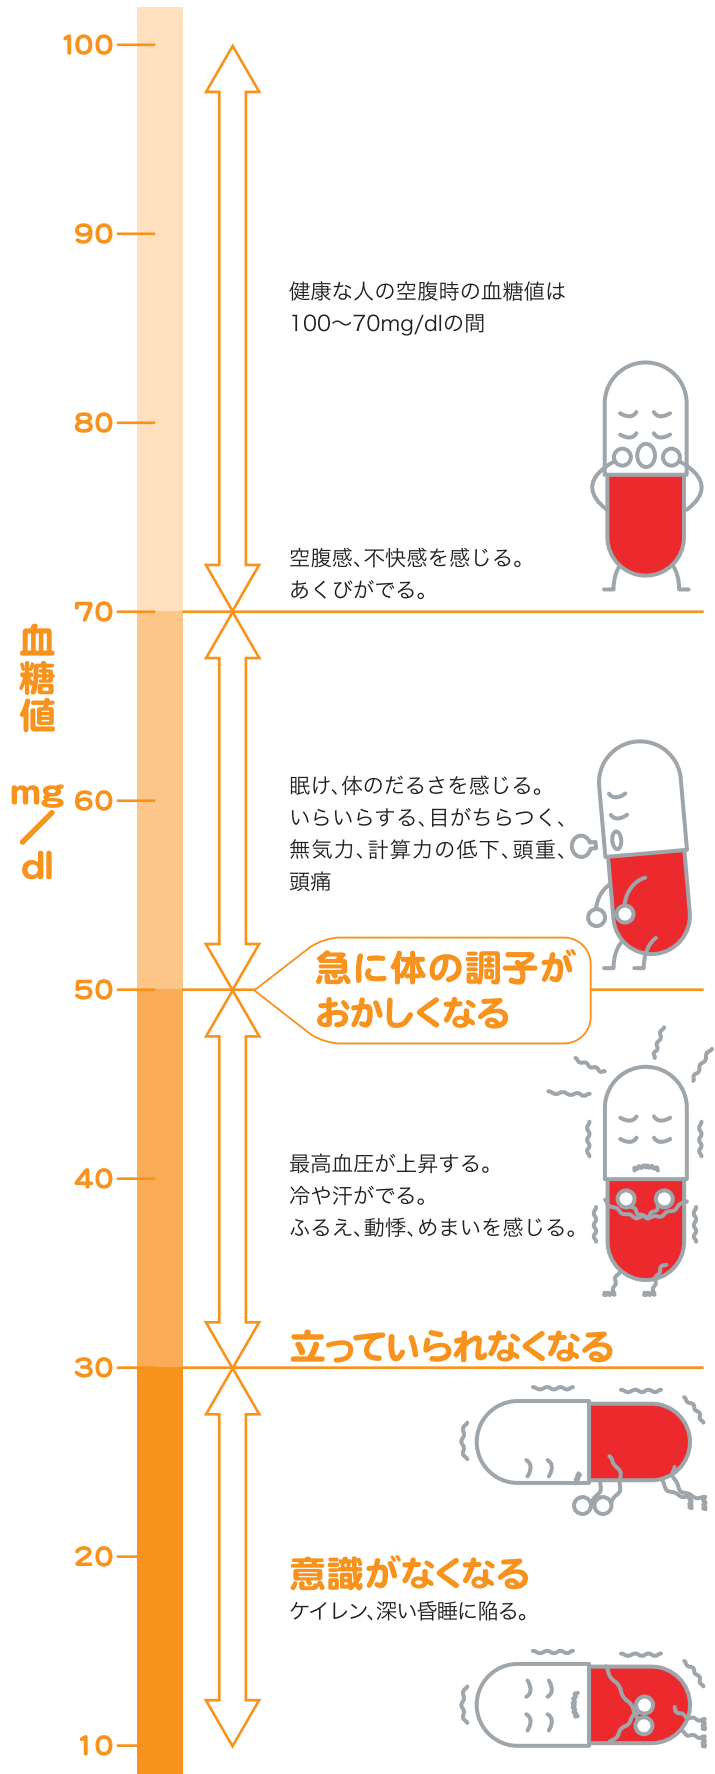 100
90
健康な人の空腹時の血糖値は
100〜70mg/dlの間
80
空腹感、不快感を感じる。
あくびがでる。
70
血糖値 mg/dl
眠け、体のだるさを感じる。
60
いらいらする、目がちらつく、
無気力、計算力の低下、頭重、
頭痛
急に体の調子が
50
おかしくなる
最高血圧が上昇する。
40
冷や汗がでる。
ふるえ、動悸、めまいを感じる。
立っていられなくなる
30
20
意識がなくなる
ケイレン、深い昏睡に陥る。
10